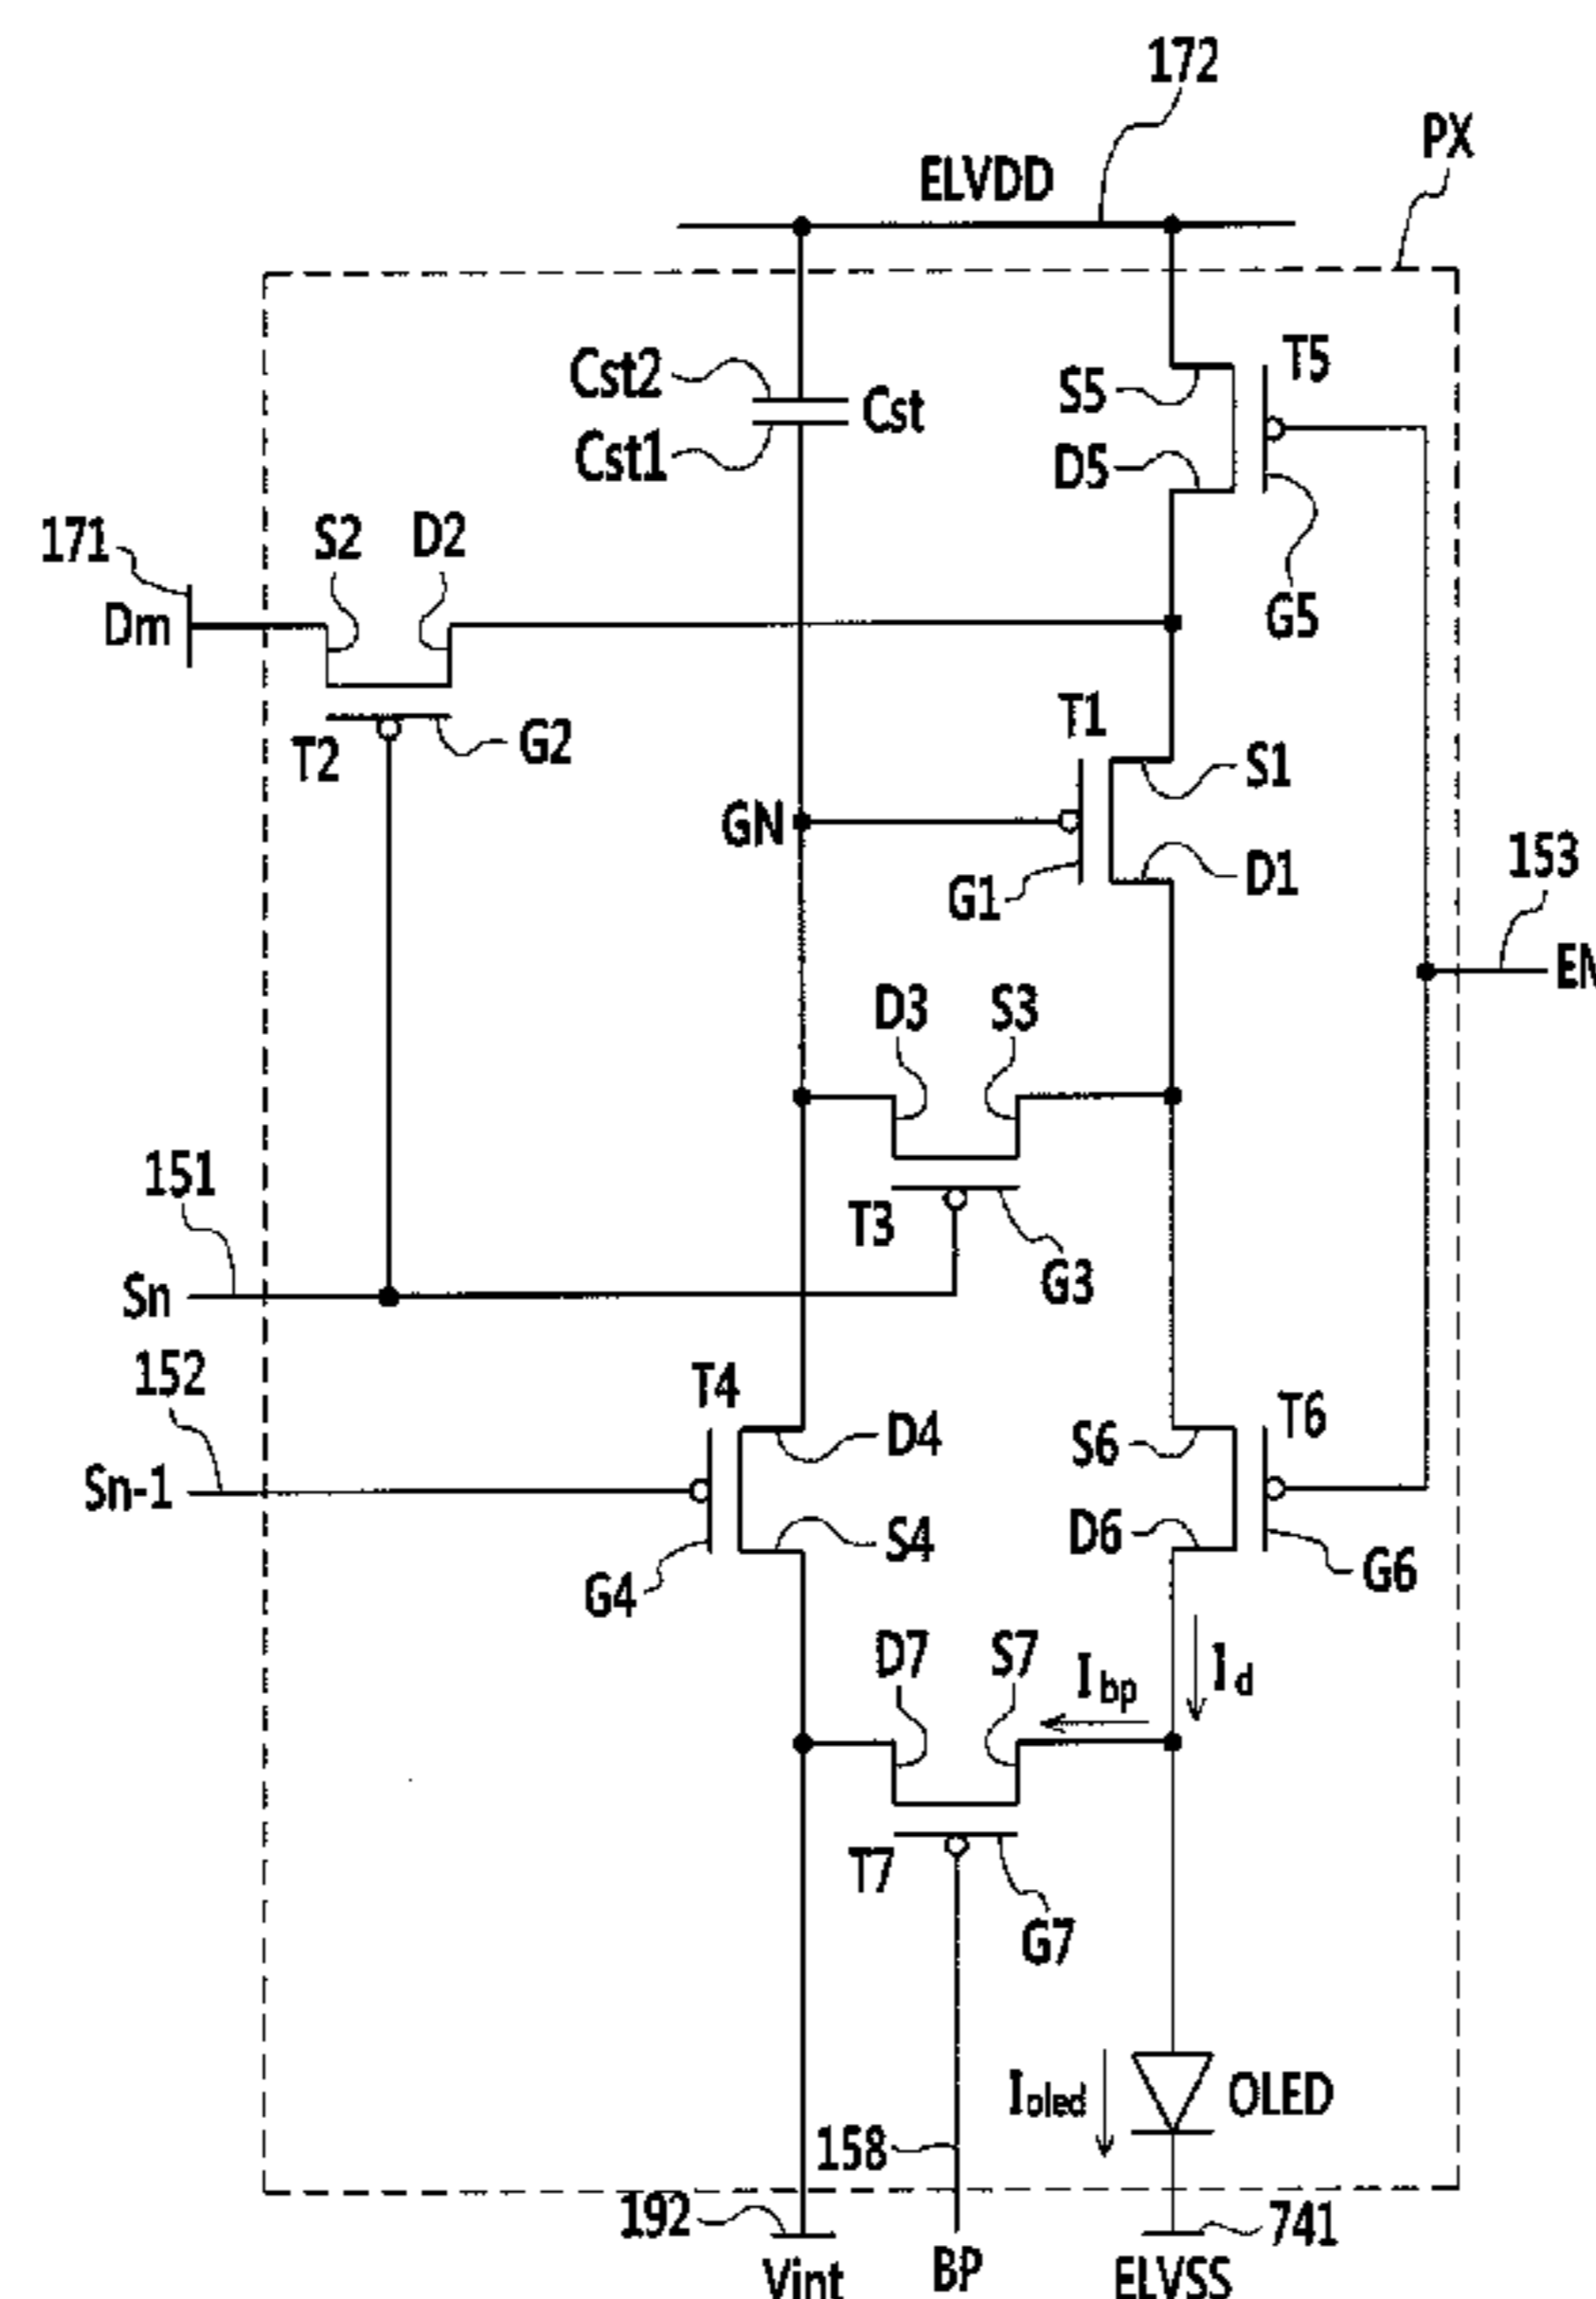 172
PX
ELVDD
Cst2
Cst
Cst1
S5
T5
D5
171
S2
D2
Dm
G5
T1
T2
G2
S1
GN
G1
D1
153
EN
D3
S3
151
T3
G3
Sn
152
T4
D4
S6
T6
Sn-1
S4
D6
G4
G6
D7
S7
Ibp
Id
T7
G7
Ioled
OLED
158
192
741
Vint
BP
ELVSS